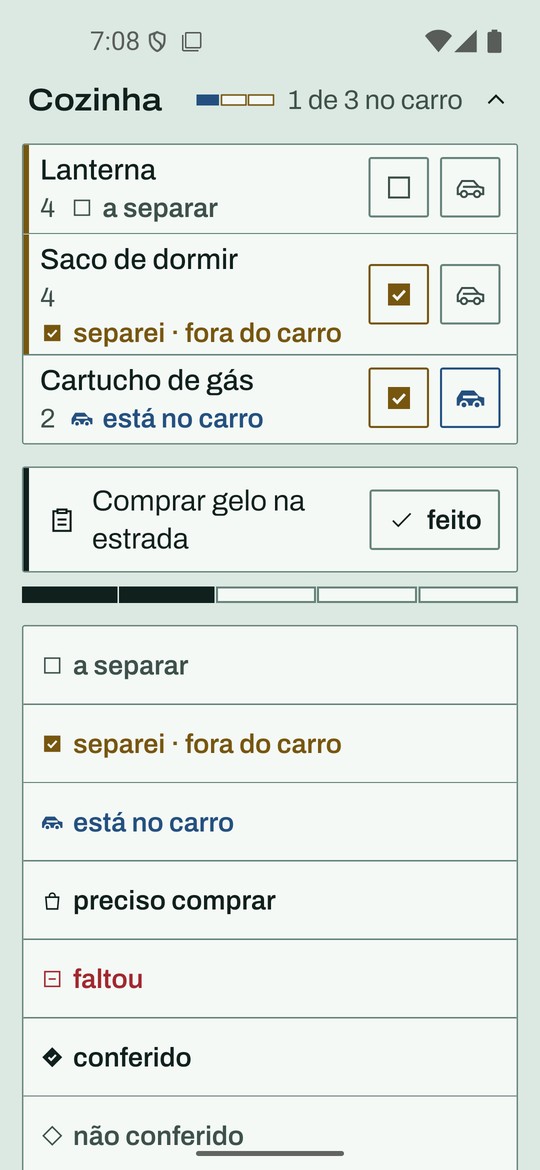 7:08
Cozinha 1 de 3 no carro
Lanterna
4 a separar
Saco de dormir
4
separei · fora do carro
Cartucho de gás
2 está no carro
Comprar gelo na
estrada
feito
a separar
separei · fora do carro
está no carro
preciso comprar
faltou
conferido
não conferido